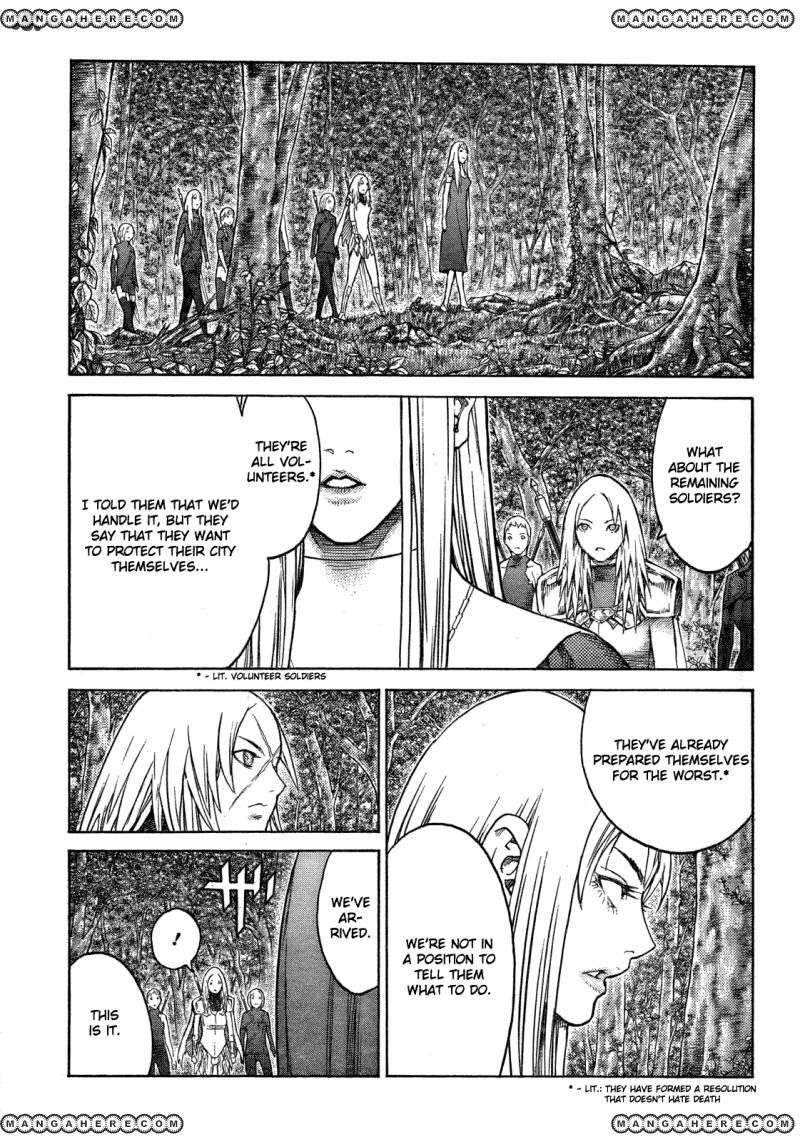 MANGAHERE.COM
MANGAHERE.COM
WHAT
ABOUT THE
REMAINING
SOLDIERS?
THEY'RE
ALL VOL-
UNTEERS.*
I TOLD THEM THAT WE'D
HANDLE IT, BUT THEY
SAY THAT THEY WANT
TO PROTECT THEIR CITY
THEMSELVES...
* - LIT. VOLUNTEER SOLDIERS
THEY'VE ALREADY
PREPARED THEMSELVES
FOR THE WORST.*
WE'RE NOT IN
A POSITION TO
TELL THEM
WHAT TO DO.
* - LIT.: THEY HAVE FORMED A RESOLUTION
THAT DOESN'T HATE DEATH
WE'VE
AR-
RIVED.
!
THIS
IS IT.
MANGAHERE.COM
MANGAHERE.COM